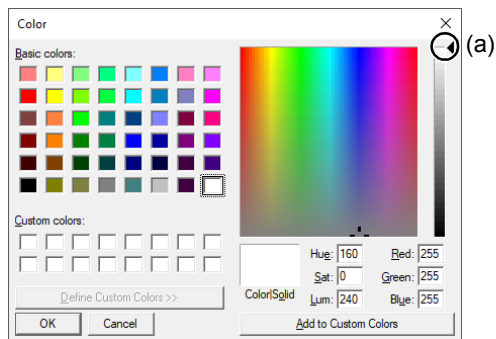 Color
(a)
Basic colors:
Custom colors:
Define Custom Colors >>
OK Cancel
Color|Solid
Hue: 160 Red: 255
Sat: 0 Green: 255
Lum: 240 Blue: 255
Add to Custom Colors